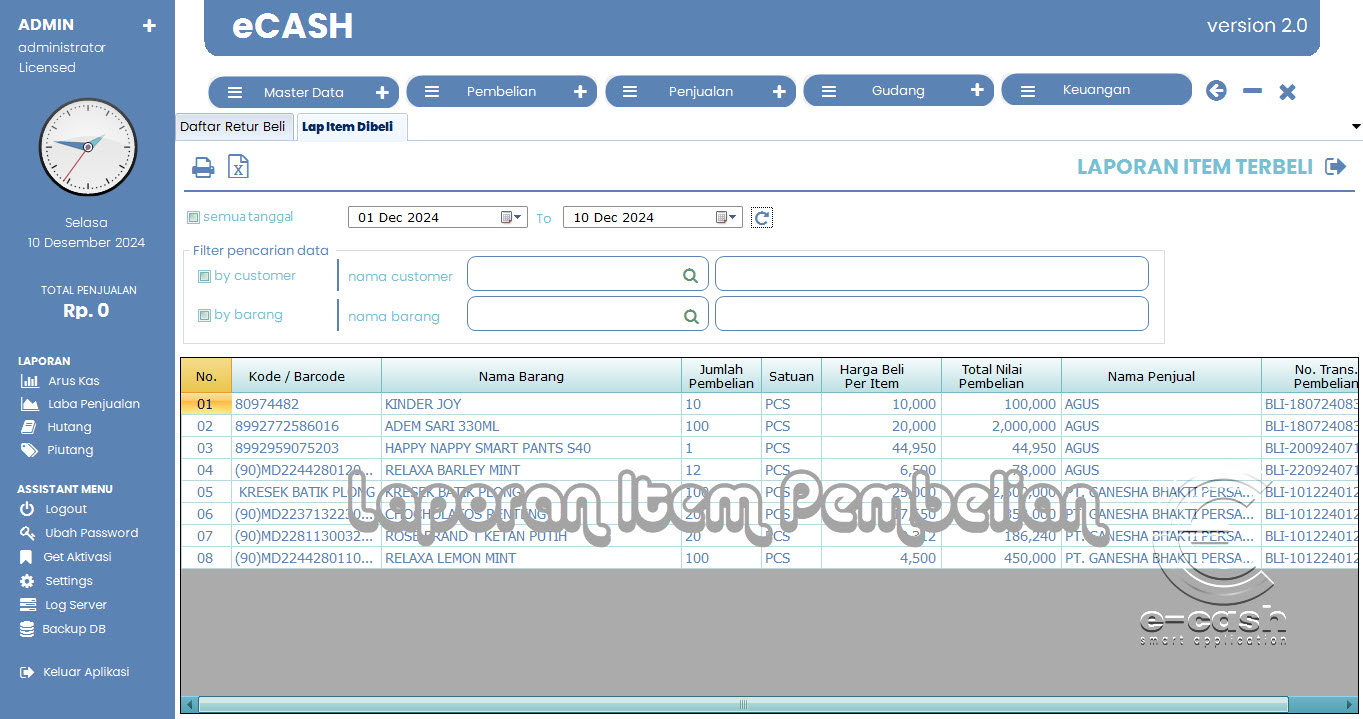 ADMIN +
administrator
Licensed
Selasa
10 Desember 2024
TOTAL PENJUALAN
Rp. 0
LAPORAN
Arus Kas
Laba Penjualan
Hutang
Piutang
ASSISTANT MENU
Logout
Ubah Password
Get Aktivasi
Settings
Log Server
Backup DB
Keluar Aplikasi
eCASH version 2.0
Master Data + Pembelian + Penjualan + Gudang + Keuangan
Daftar Retur Beli Lap Item Dibeli
LAPORAN ITEM TERBELI
semua tanggal 01 Dec 2024 To 10 Dec 2024
Filter pencarian data
by customer nama customer
by barang nama barang
No. Kode / Barcode Nama Barang Jumlah Pembelian Satuan Harga Beli Per Item Total Nilai Pembelian Nama Penjual No. Trans. Pembelian
01 80974482 KINDER JOY 10 PCS 10,000 100,000 AGUS BLI-180724083
02 8992772586016 ADEM SARI 330ML 100 PCS 20,000 2,000,000 AGUS BLI-180724083
03 8992959075203 HAPPY NAPPY SMART PANTS S40 1 PCS 44,950 44,950 AGUS BLI-200924071
04 (90)MD2244280120... RELAXA BARLEY MINT 12 PCS 6,500 78,000 AGUS BLI-220924071
05 KRESEK BATIK PLONG KRESEK BATIK PLONG 100 PCS 25,000 PT. GANESHA BHAKTI PERSA... BLI-101224012
06 (90)MD2237132230... CHOCHOLATOS RENTENG 20 PCS PT. GANESHA BHAKTI PERSA... BLI-101224012
07 (90)MD2281130032... ROSE BRAND T KETAN PUTIH 20 PCS 186,240 PT. GANESHA BHAKTI PERSA... BLI-101224012
08 (90)MD2244280110... RELAXA LEMON MINT 100 PCS 4,500 450,000 PT. GANESHA BHAKTI PERSA... BLI-101224012
Laporan Item Pembelian
e-cash
smart application